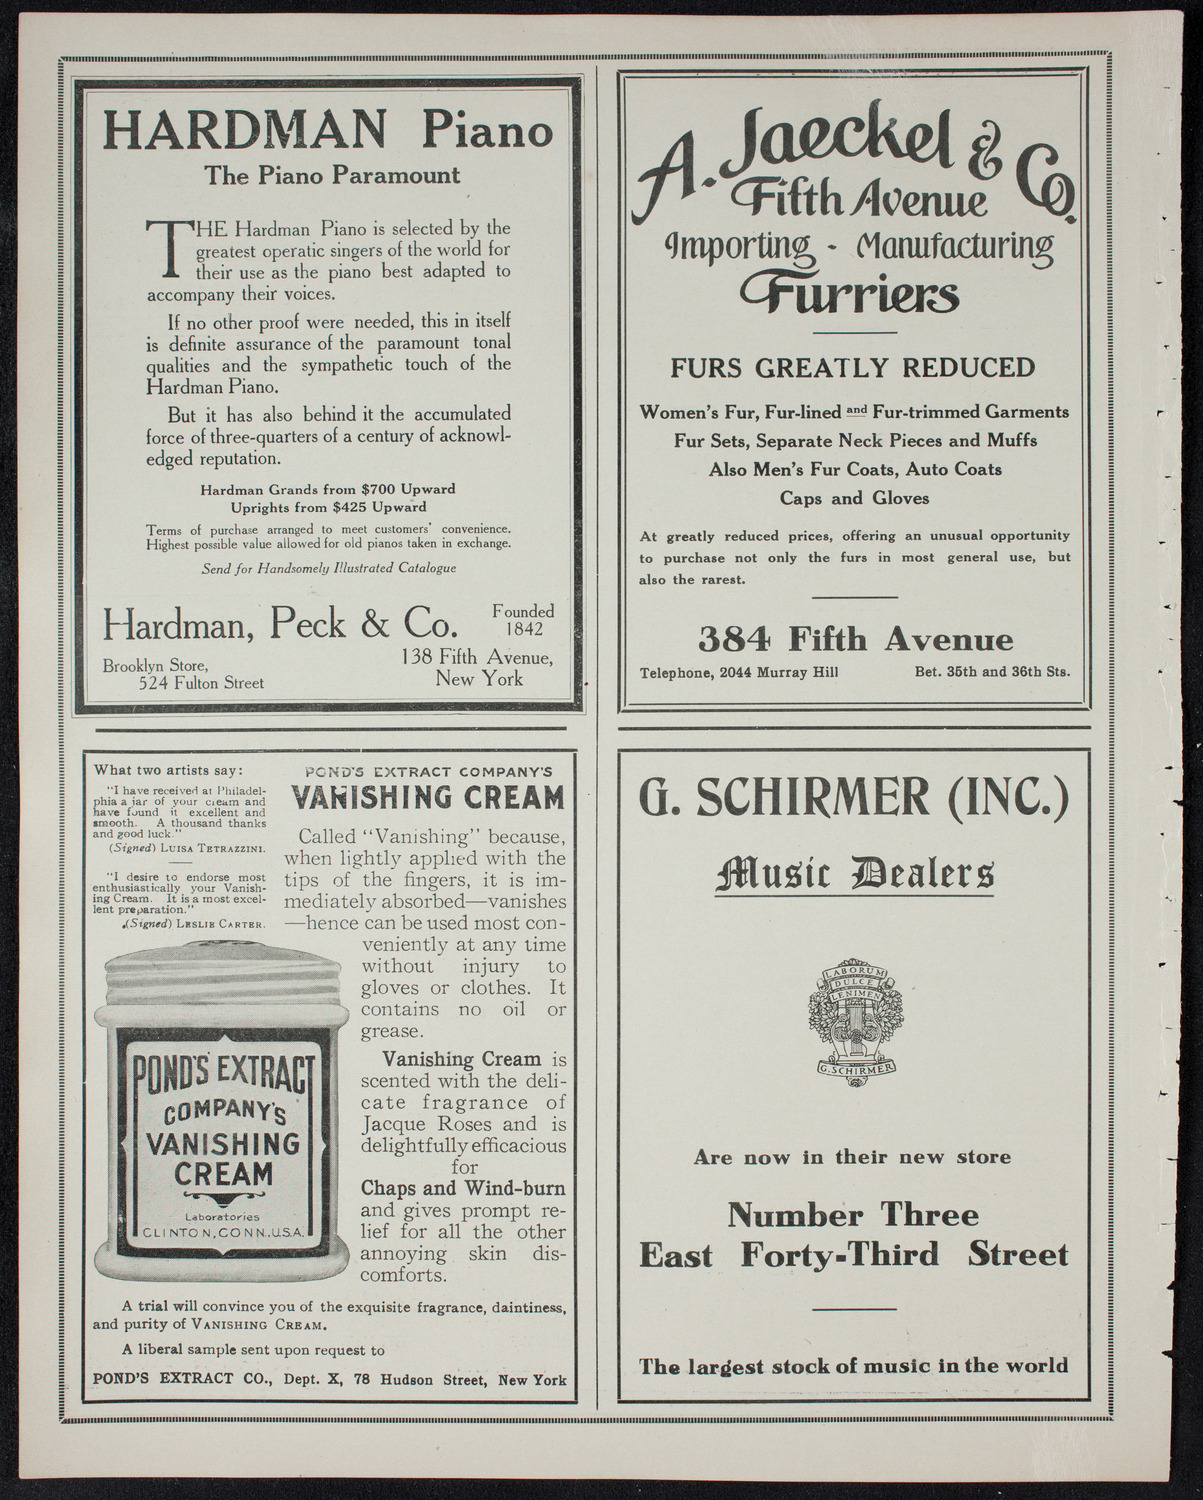 HARDMAN Piano
The Piano Paramount
THE Hardman Piano is selected by the
greatest operatic singers of the world for
their use as the piano best adapted to
accompany their voices.
If no other proof were needed, this in itself
is definite assurance of the paramount tonal
qualities and the sympathetic touch of the
Hardman Piano.
But it has also behind it the accumulated
force of three-quarters of a century of acknowl-
edged reputation.
Hardman Grands from $700 Upward
Uprights from $425 Upward
Terms of purchase arranged to meet customers' convenience.
Highest possible value allowed for old pianos taken in exchange.
Send for Handsomely Illustrated Catalogue
Hardman, Peck & Co.
Founded
1842
Brooklyn Store,
524 Fulton Street
138 Fifth Avenue,
New York
A. Jaeckel & Co.
Fifth Avenue
Importing - Manufacturing
Furriers
FURS GREATLY REDUCED
Women's Fur, Fur-lined and Fur-trimmed Garments
Fur Sets, Separate Neck Pieces and Muffs
Also Men's Fur Coats, Auto Coats
Caps and Gloves
At greatly reduced prices, offering an unusual opportunity
to purchase not only the furs in most general use, but
also the rarest.
384 Fifth Avenue
Telephone, 2044 Murray Hill Bet. 35th and 36th Sts.
What two artists say:
"I have received at Philadel-
phia a jar of your cream and
have found it excellent and
smooth. A thousand thanks
and good luck."
(Signed) LUISA TETRAZZINI.
"I desire to endorse most
enthusiastically your Vanish-
ing Cream. It is a most excel-
lent preparation."
(Signed) LESLIE CARTER.
POND'S EXTRACT COMPANY'S
VANISHING CREAM
Called "Vanishing" because,
when lightly applied with the
tips of the fingers, it is im-
mediately absorbed—vanishes
—hence can be used most con-
veniently at any time
without injury to
gloves or clothes. It
contains no oil or
grease.
Vanishing Cream is
scented with the deli-
cate fragrance of
Jacque Roses and is
delightfully efficacious
for
Chaps and Wind-burn
and gives prompt re-
lief for all the other
annoying skin dis-
comforts.
POND'S EXTRACT
COMPANY'S
VANISHING
CREAM
Laboratories
CLINTON, CONN., U.S.A.
A trial will convince you of the exquisite fragrance, daintiness,
and purity of VANISHING CREAM.
A liberal sample sent upon request to
POND'S EXTRACT CO., Dept. X, 78 Hudson Street, New York
G. SCHIRMER (INC.)
Music Dealers
LABORUM
DULCE
LENIMEN
G. SCHIRMER
Are now in their new store
Number Three
East Forty-Third Street
The largest stock of music in the world